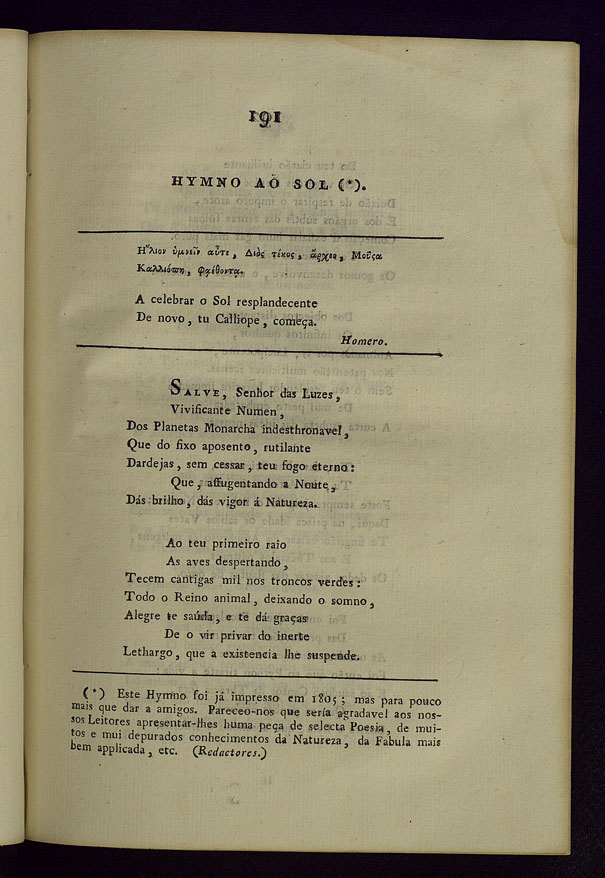 191
HYMNO AO SOL (*).
Ἥλιον ὑμνεῖν αὖτε, Διὸς τέκος, ἄρχεο, Μοῦσα
Καλλιόπη, φαέθοντα.
A celebrar o Sol resplandecente
De novo, tu Calliope, começa.
Homero.
SALVE, Senhor das Luzes,
Vivificante Numen,
Dos Planetas Monarcha indesthronavel,
Que do fixo aposento, rutilante
Dardejas, sem cessar, teu fogo eterno:
Que, affugentando a Noute,
Dás brilho, dás vigor á Natureza.
Ao teu primeiro raio
As aves despertando,
Tecem cantigas mil nos troncos verdes:
Todo o Reino animal, deixando o somno,
Alegre te saúda, e te dá graças
De o vir privar do inerte
Lethargo, que a existencia lhe suspende.
(*) Este Hymno foi já impresso em 1805; mas para pouco
mais que dar a amigos. Pareceo-nos que sería agradavel aos nos-
sos Leitores apresentar-lhes huma peça de selecta Poesia, de mui-
tos e mui depurados conhecimentos da Natureza, da Fabula mais
bem applicada, etc. (Redactores.)